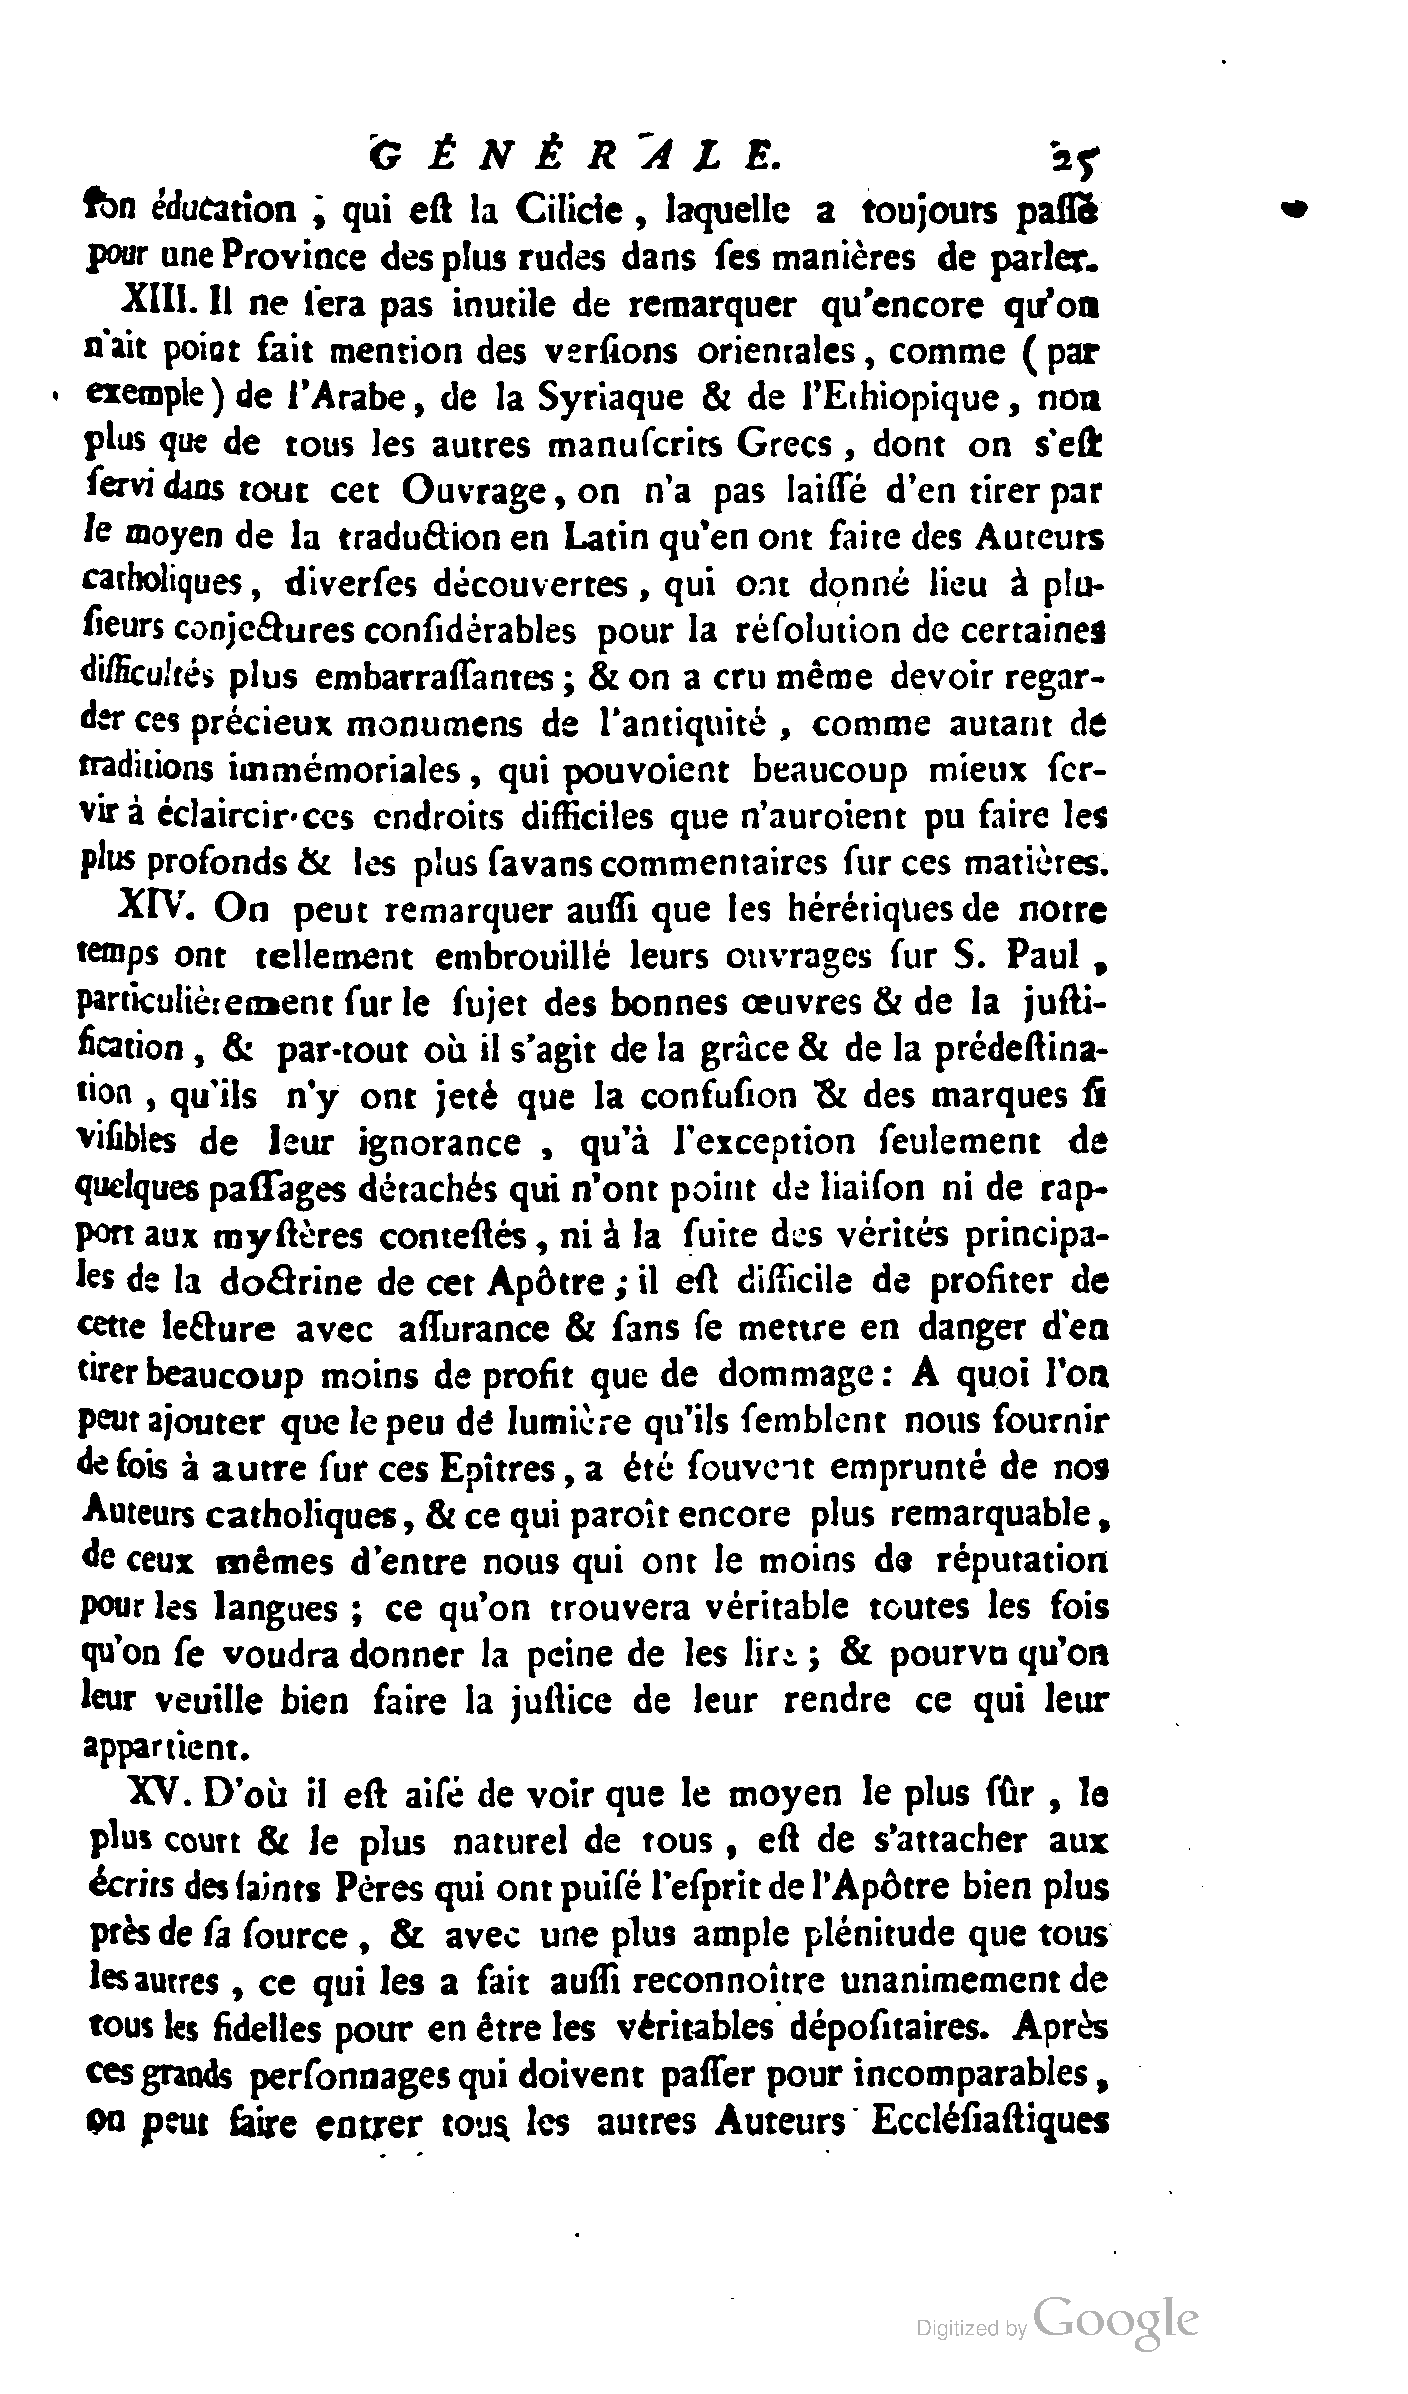 GÉNÉRALE. 25
ſon éducation ; qui eſt la Cilicie , laquelle a toujours paſſé
pour une Province des plus rudes dans ſes manières de parler.
XIII. Il ne ſera pas inutile de remarquer qu'encore qu'on
n'ait point fait mention des verſions orientales , comme ( par
exemple ) de l'Arabe, de la Syriaque & de l'Ethiopique , non
plus que de tous les autres manuſcrits Grecs , dont on s'eſt
ſervi dans tout cet Ouvrage, on n'a pas laiſſé d'en tirer par
le moyen de la traduction en Latin qu'en ont faite des Auteurs
catholiques, diverſes découvertes , qui ont donné lieu à plu-
ſieurs conjectures conſidérables pour la réſolution de certaines
difficultés plus embarraſſantes ; & on a cru même devoir regar-
der ces précieux monumens de l'antiquité , comme autant de
traditions immémoriales , qui pouvoient beaucoup mieux ſer-
vir à éclaircir ces endroits difficiles que n'auroient pu faire les
plus profonds & les plus ſavans commentaires ſur ces matières.
XIV. On peut remarquer auſſi que les hérétiques de notre
temps ont tellement embrouillé leurs ouvrages ſur S. Paul ,
particulièrement ſur le ſujet des bonnes œuvres & de la juſti-
fication , & par-tout où il s'agit de la grâce & de la prédeſtina-
tion , qu'ils n'y ont jeté que la confuſion & des marques ſi
viſibles de leur ignorance , qu'à l'exception ſeulement de
quelques paſſages détachés qui n'ont point de liaiſon ni de rap-
port aux myſtères conteſtés , ni à la ſuite des vérités principa-
les de la doctrine de cet Apôtre ; il eſt difficile de profiter de
cette lecture avec aſſurance & ſans ſe mettre en danger d'en
tirer beaucoup moins de profit que de dommage : A quoi l'on
peut ajouter que le peu de lumière qu'ils ſemblent nous fournir
de fois à autre ſur ces Epîtres , a été ſouvent emprunté de nos
Auteurs catholiques, & ce qui paroît encore plus remarquable,
de ceux mêmes d'entre nous qui ont le moins de réputation
pour les langues ; ce qu'on trouvera véritable toutes les fois
qu'on ſe voudra donner la peine de les lire ; & pourvu qu'on
leur veuille bien faire la juſtice de leur rendre ce qui leur
appartient.
XV. D'où il eſt aiſé de voir que le moyen le plus ſûr , le
plus court & le plus naturel de tous , eſt de s'attacher aux
écrits des ſaints Pères qui ont puiſé l'eſprit de l'Apôtre bien plus
près de ſa ſource , & avec une plus ample plénitude que tous
les autres , ce qui les a fait auſſi reconnoître unanimement de
tous les fidelles pour en être les véritables dépoſitaires. Après
ces grands perſonnages qui doivent paſſer pour incomparables ,
on peut faire entrer tous les autres Auteurs Eccléſiaſtiques
Digitized by Google